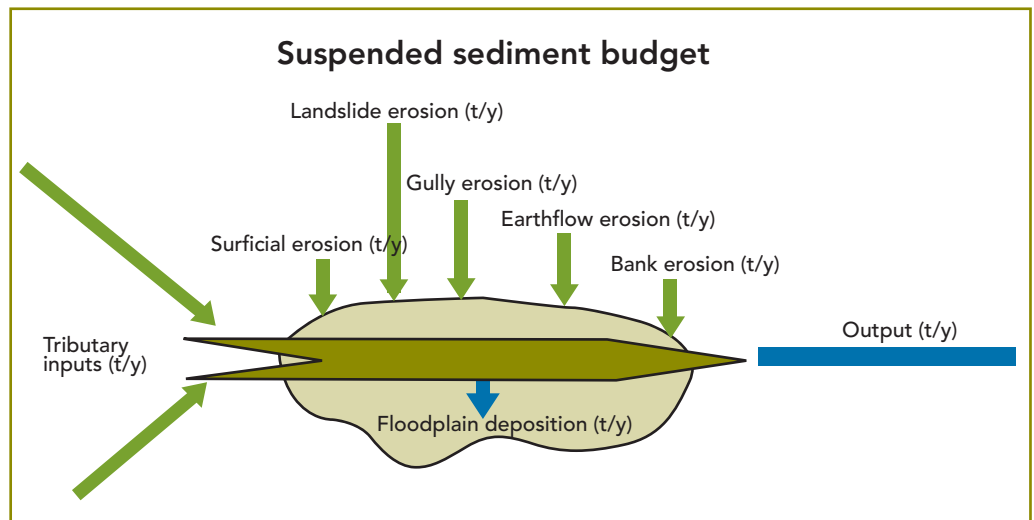 Suspended sediment budget
Landslide erosion (t/y)
Gully erosion (t/y)
Earthflow erosion (t/y)
Surficial erosion (t/y)
Bank erosion (t/y)
Tributary
inputs (t/y)
Output (t/y)
Floodplain deposition (t/y)